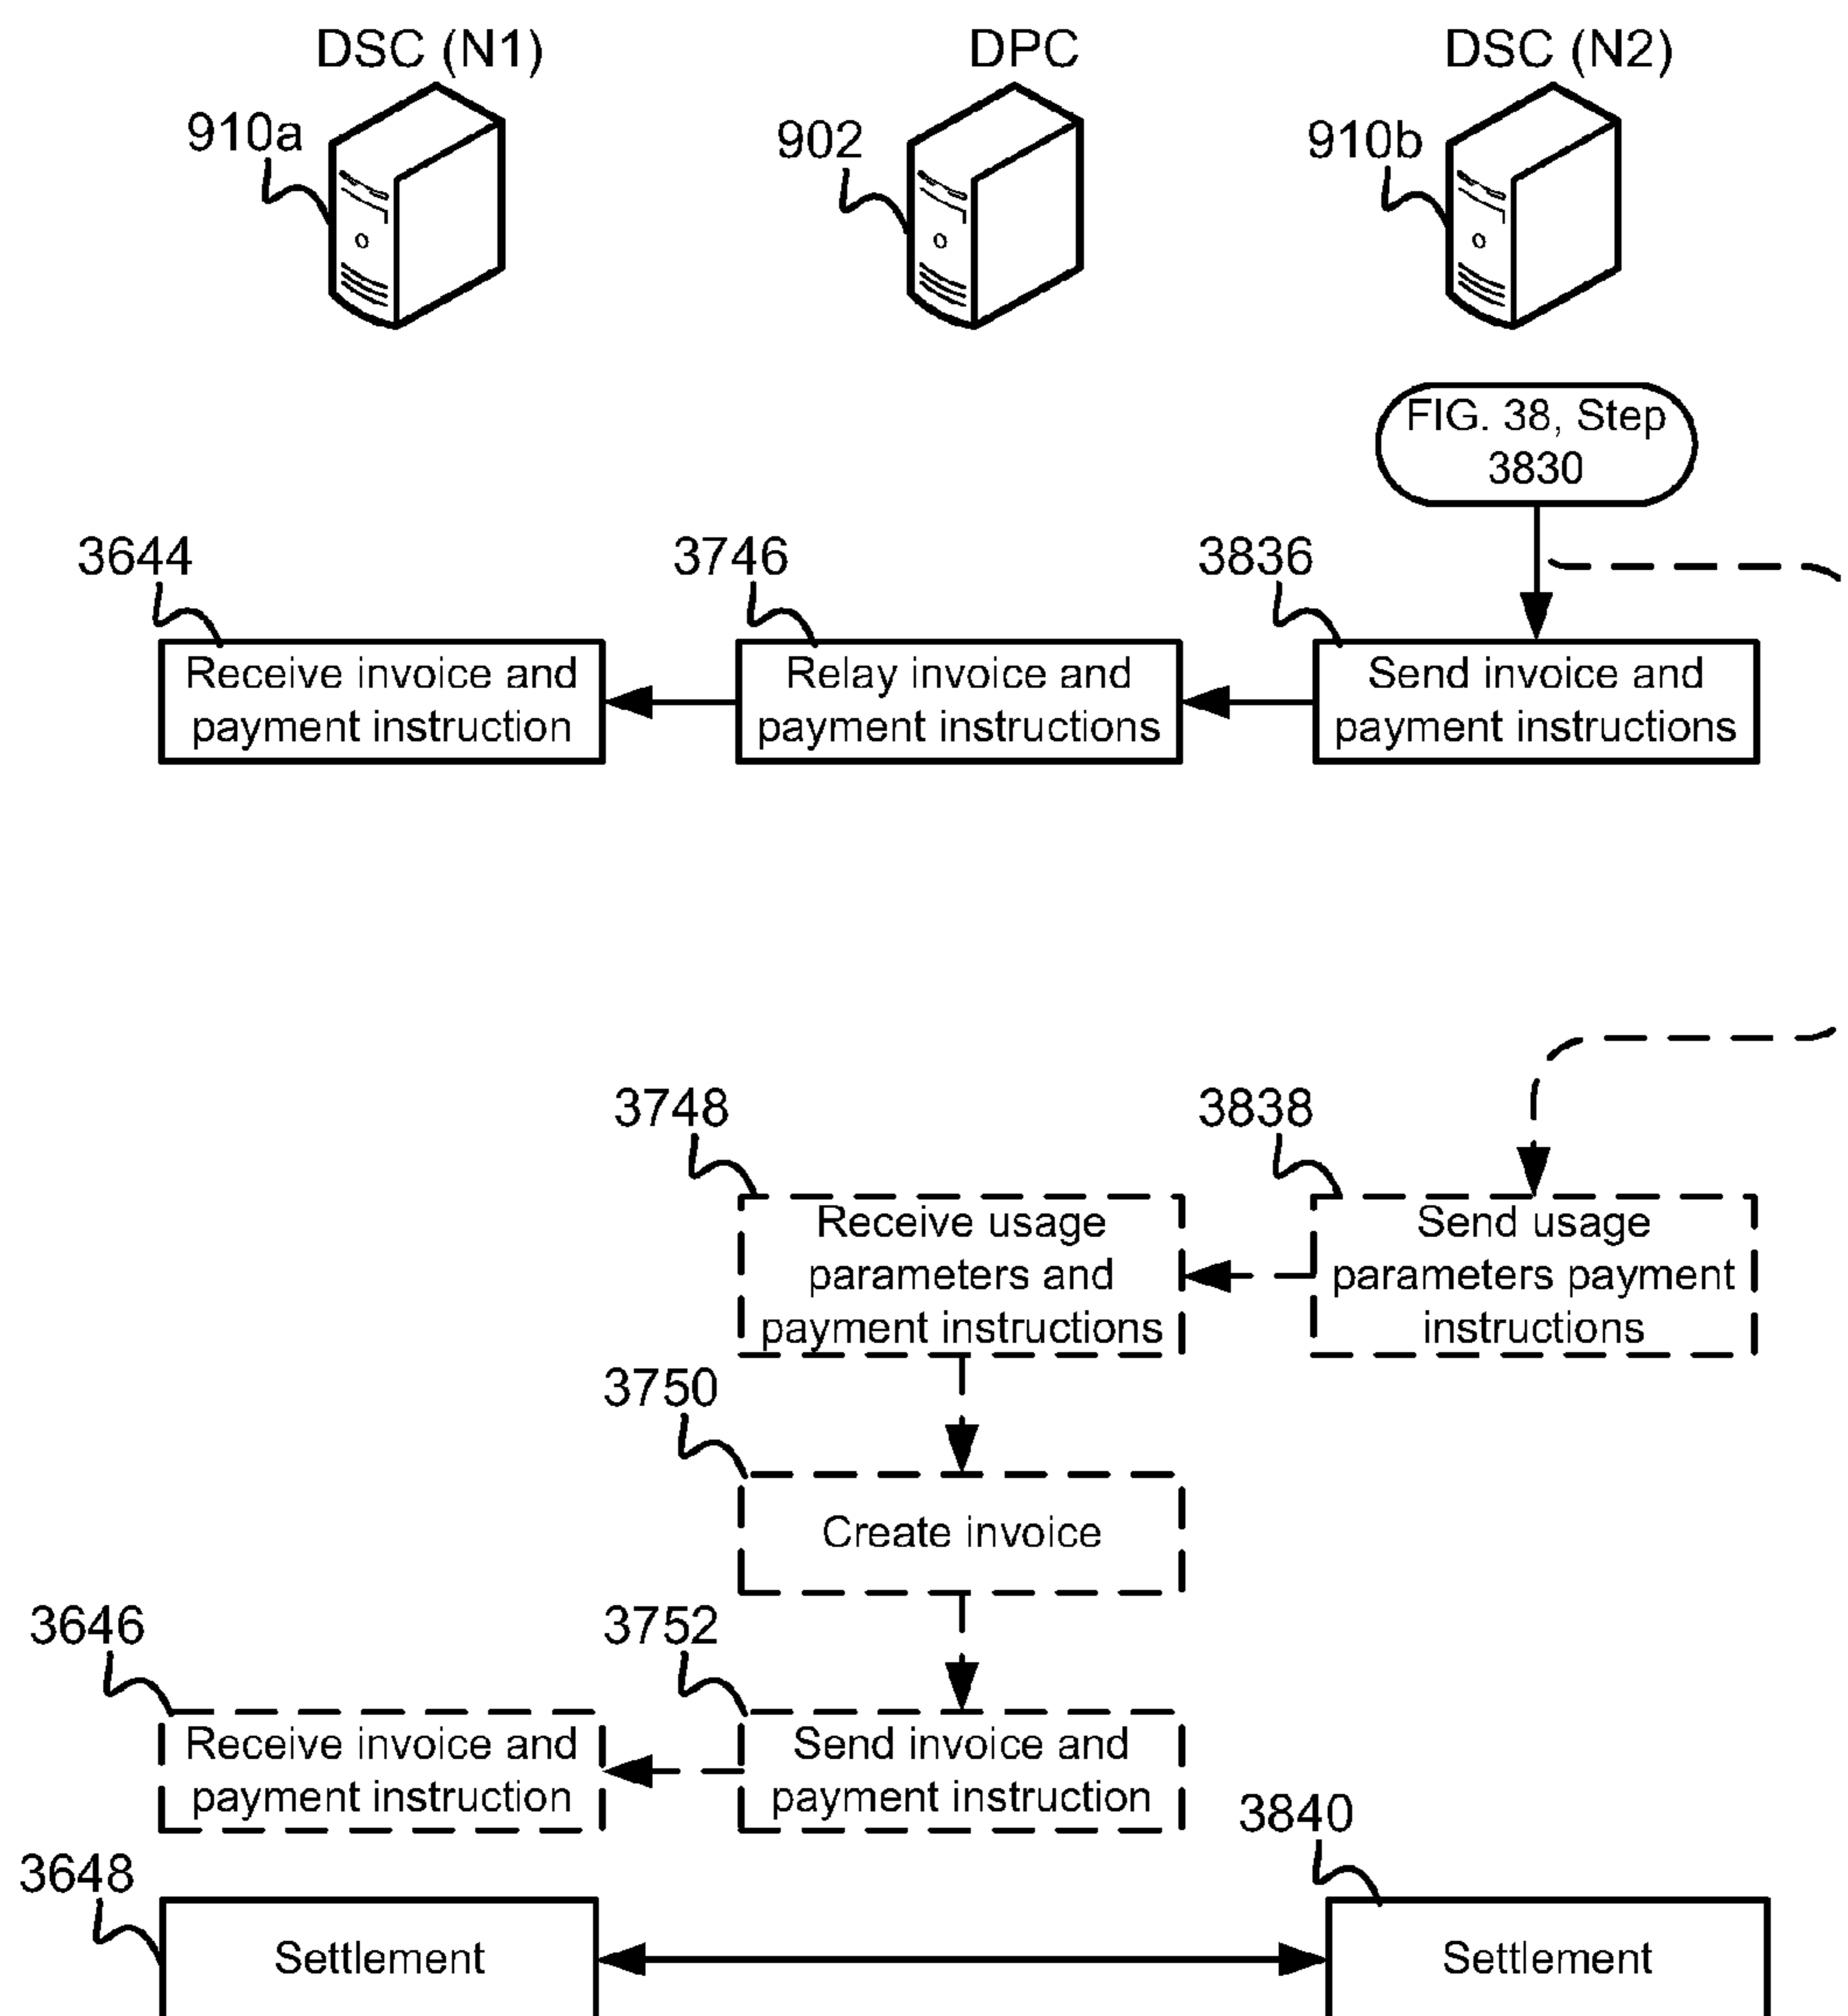 DSC (N1)
DPC
DSC (N2)
910a
902
910b
FIG. 38, Step
3830
3644
3746
3836
Receive invoice and
payment instruction
Relay invoice and
payment instructions
Send invoice and
payment instructions
3748
3838
Receive usage
parameters and
payment instructions
Send usage
parameters payment
instructions
3750
Create invoice
3646
3752
Receive invoice and
payment instruction
Send invoice and
payment instruction
3840
3648
Settlement
Settlement